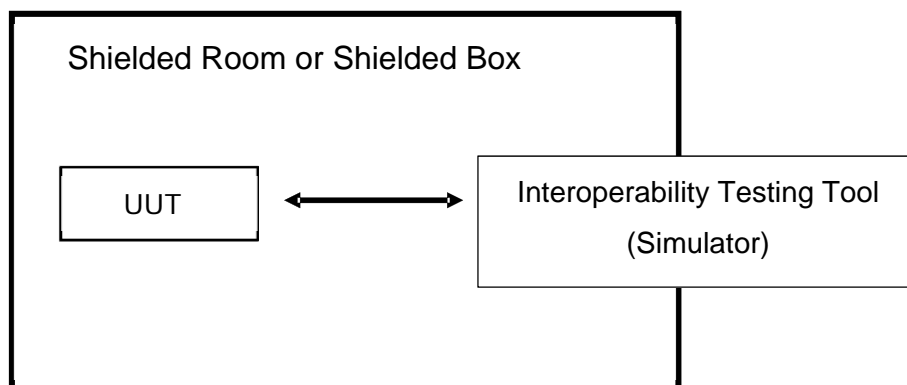 Shielded Room or Shielded Box
UUT
Interoperability Testing Tool
(Simulator)